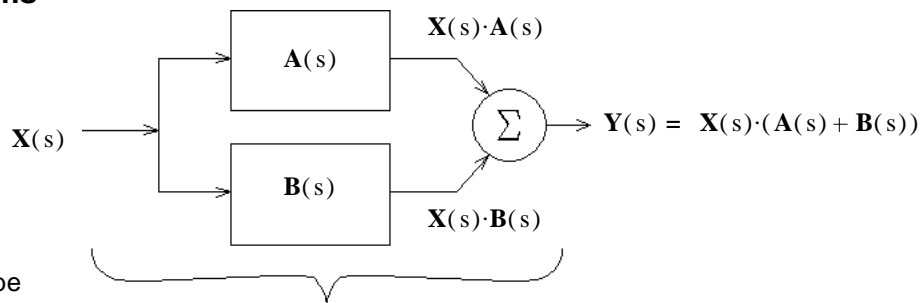 X(s)·A(s)
A(s)
X(s)
Σ
Y(s) = X(s)·(A(s) + B(s))
B(s)
X(s)·B(s)